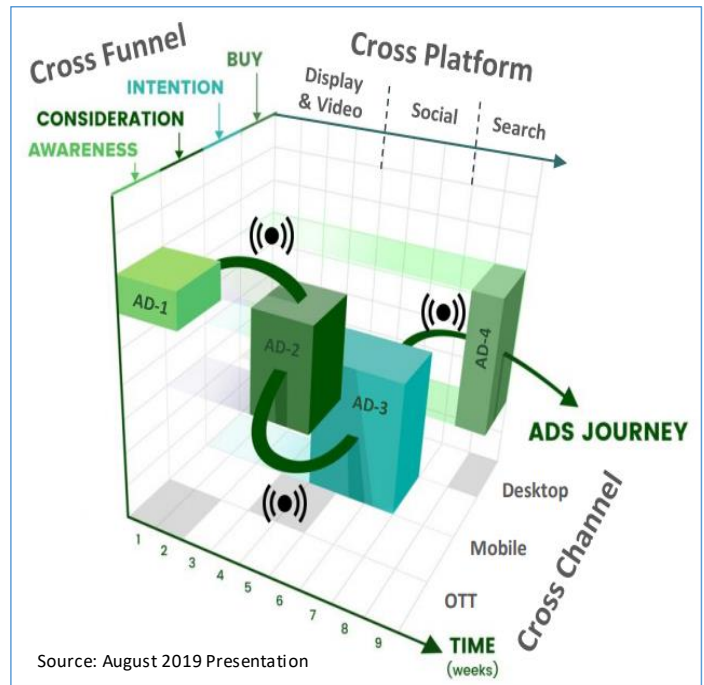 Cross Funnel
BUY
INTENTION
CONSIDERATION
AWARENESS
Cross Platform
Display
& Video
Social
Search
AD-1
AD-2
AD-3
AD-4
ADS JOURNEY
Desktop
Mobile
OTT
Cross Channel
1
2
3
4
5
6
7
8
9
TIME
(weeks)
Source: August 2019 Presentation